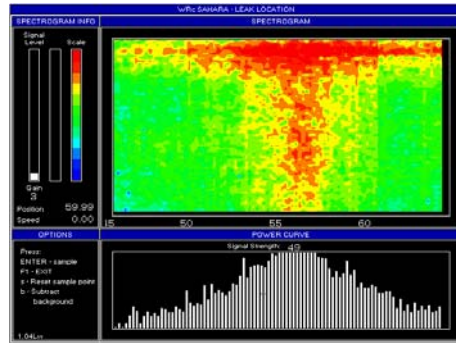 WRc SAHARA - LEAK LOCATION
SPECTROGRAM INFO
SPECTROGRAM
Signal
Level
Scale
Gain
3
Position 59.99
Speed 0.00
50
55
60
OPTIONS
POWER CURVE
Press:
ENTER - sample
F1 - EXIT
s - Reset sample point
b - Subtract
background
Signal Strength: 49